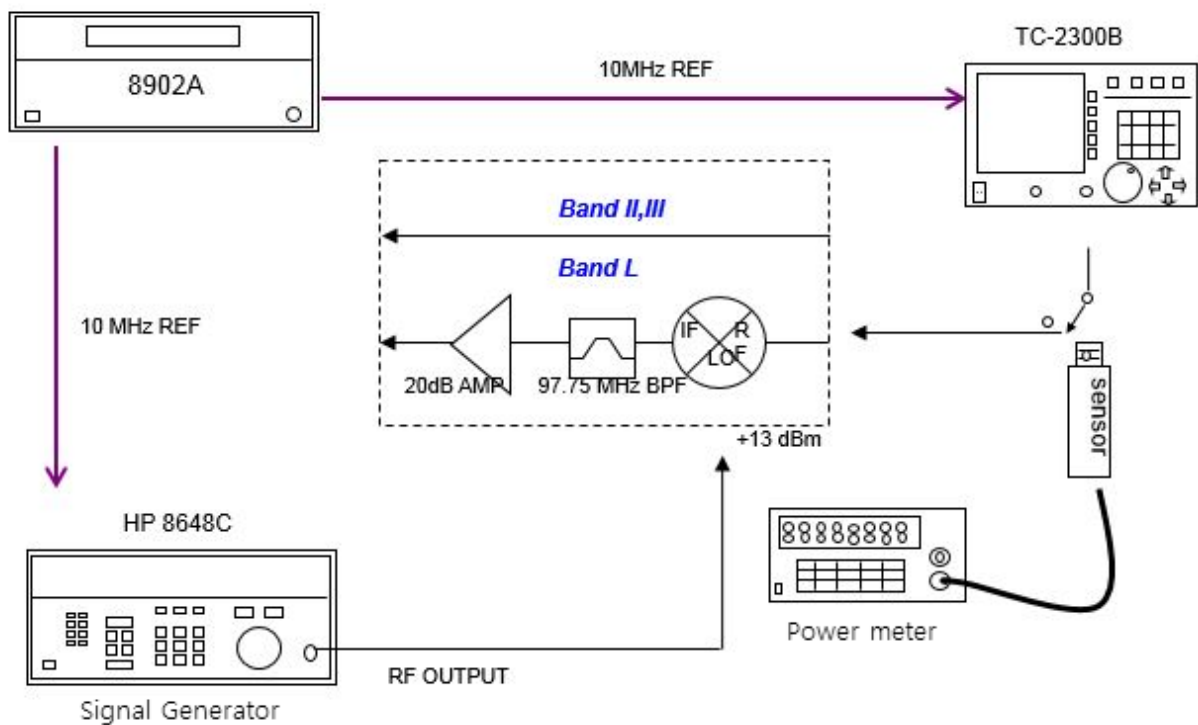 TC-2300B
8902A
10MHz REF
Band II,III
Band L
10 MHz REF
IF
R
F
LO
20dB AMP
97.75 MHz BPF
+13 dBm
sensor
HP 8648C
Power meter
RF OUTPUT
Signal Generator